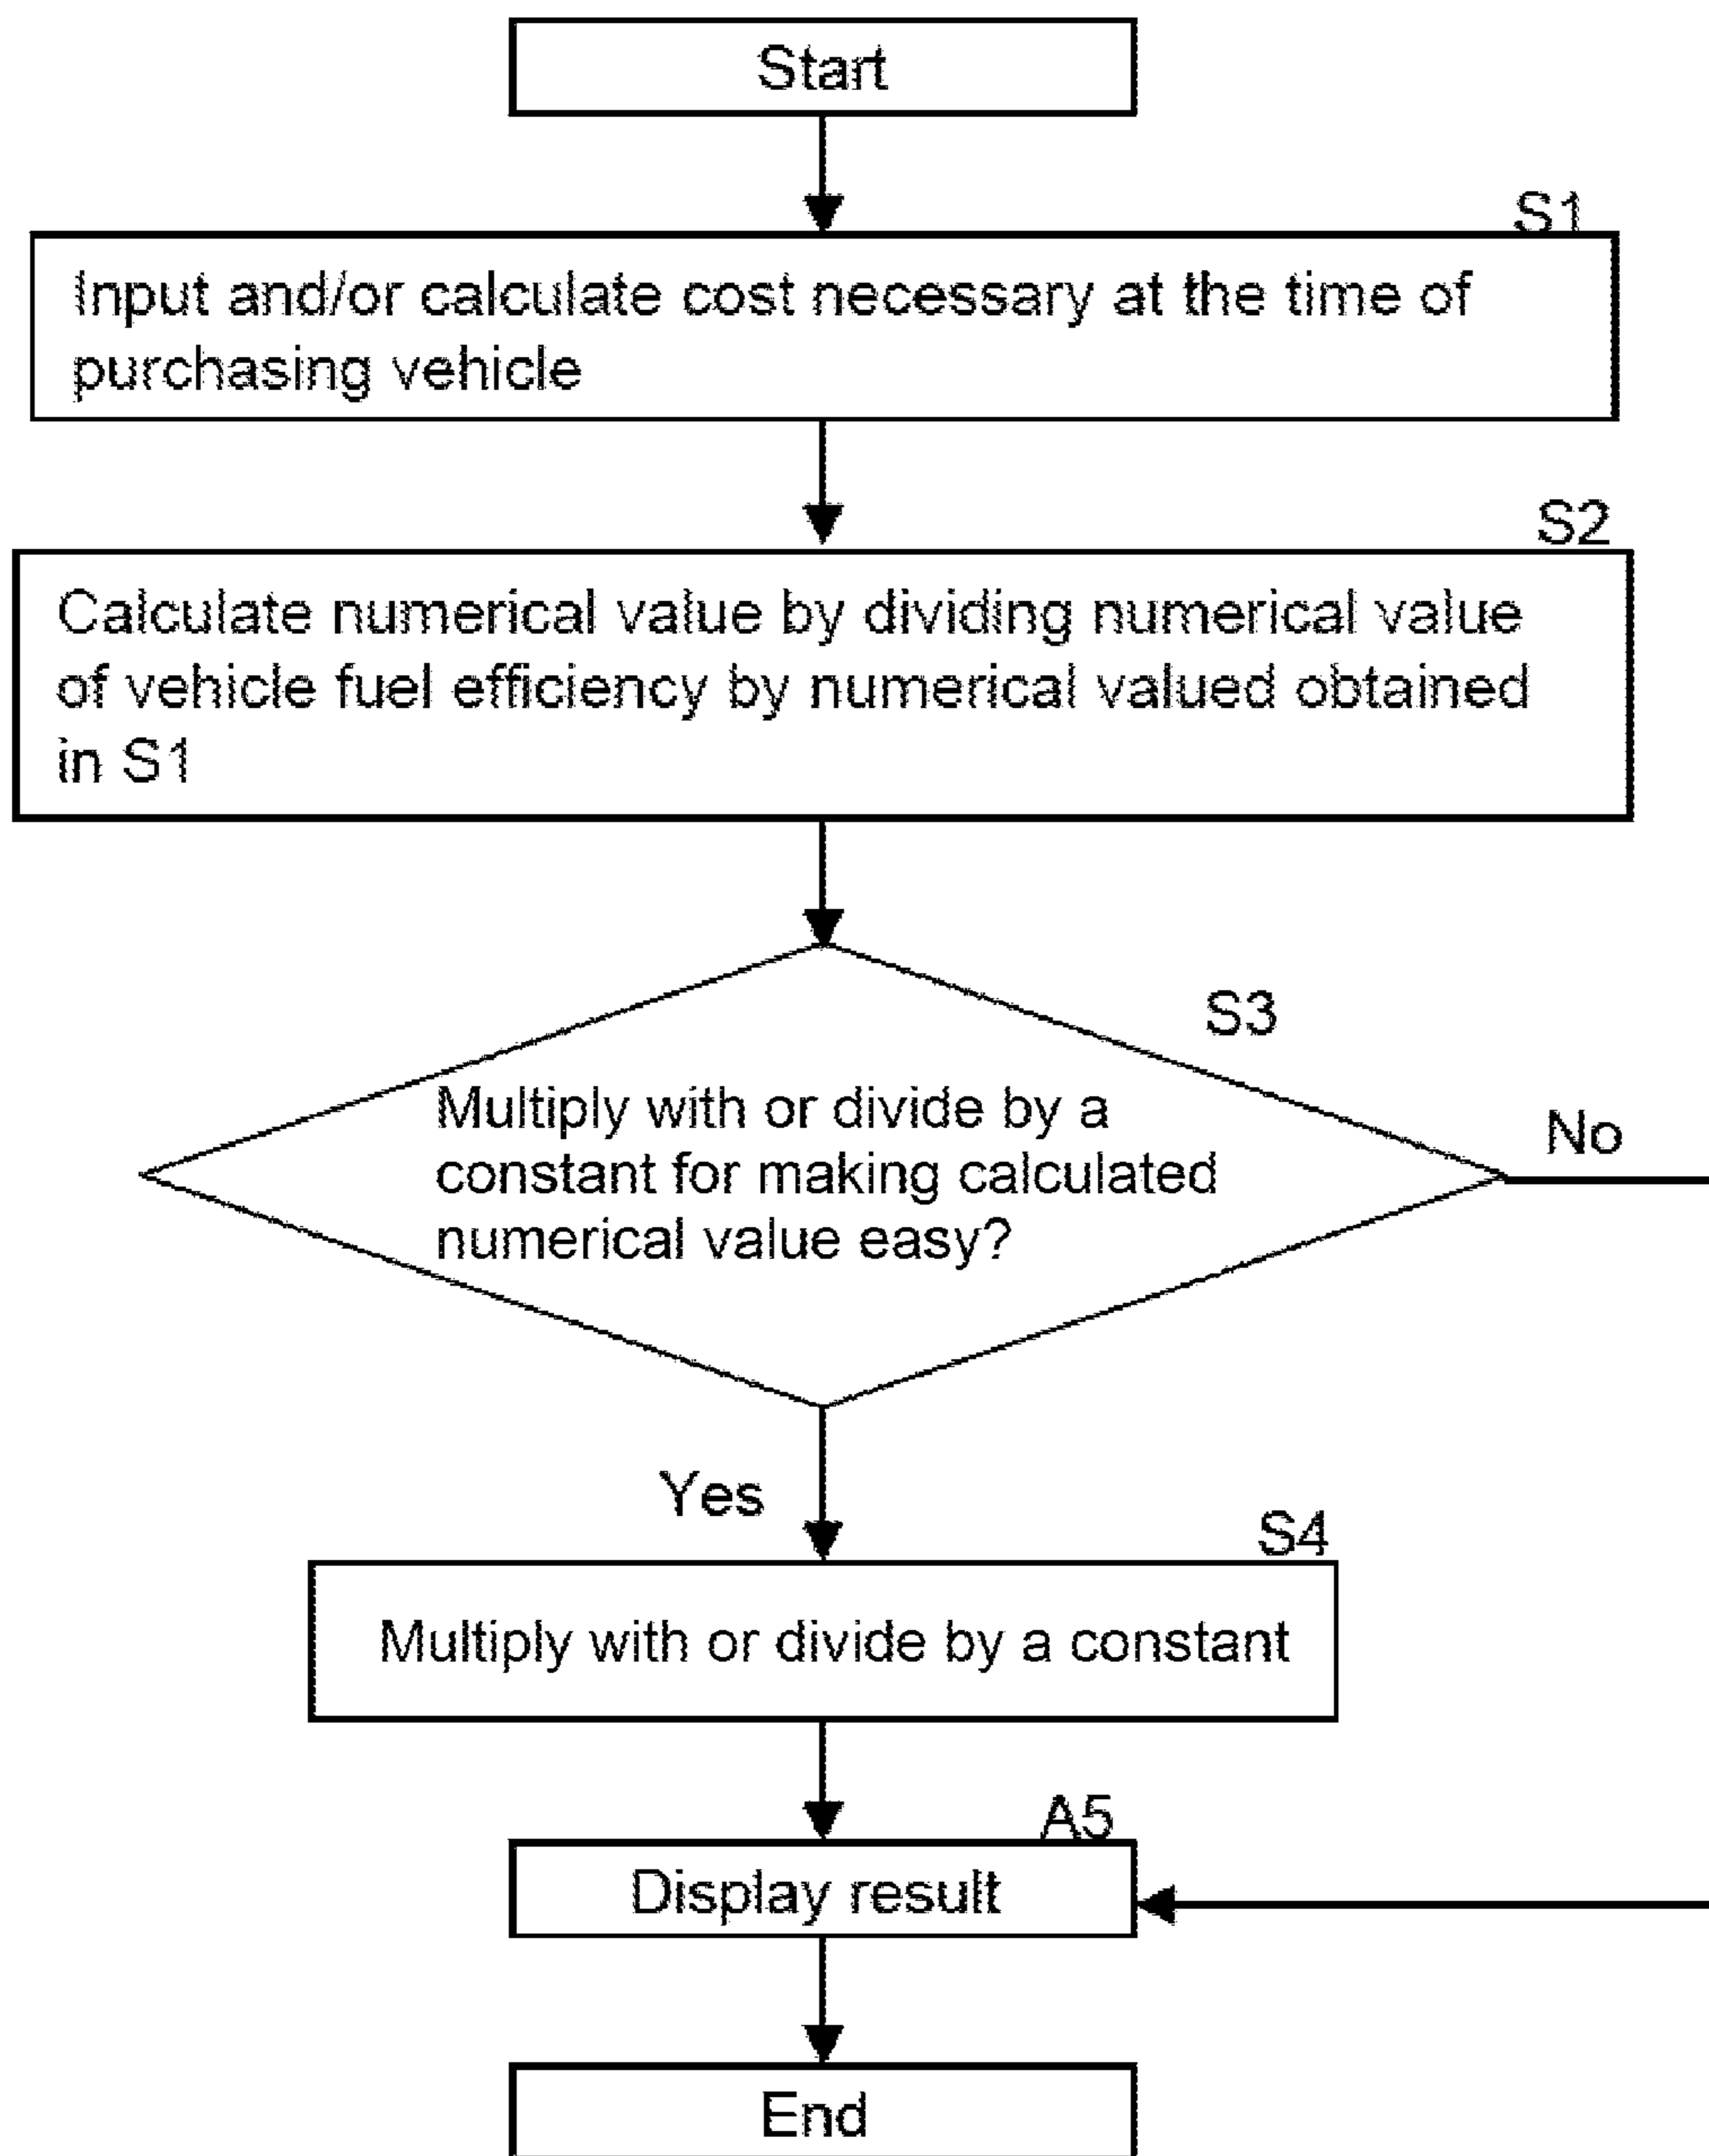 Start
S1
Input and/or calculate cost necessary at the time of
purchasing vehicle
S2
Calculate numerical value by dividing numerical value
of vehicle fuel efficiency by numerical valued obtained
in S1
S3
Multiply with or divide by a
constant for making calculated
numerical value easy?
No
Yes
S4
Multiply with or divide by a constant
A5
Display result
End